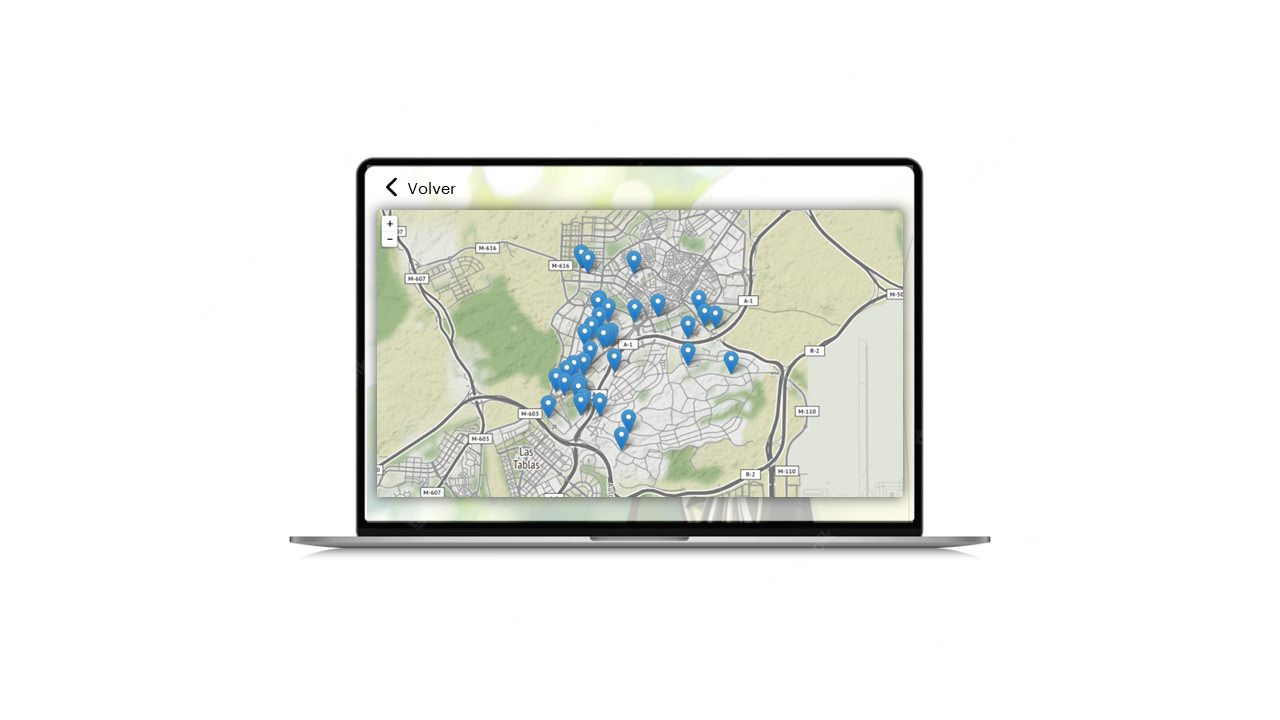 Volver
+
−
M-616
M-616
M-607
M-50
A-1
A-1
R-2
M-603
M-110
M-603
Las
Tablas
R-2
M-110
M-607